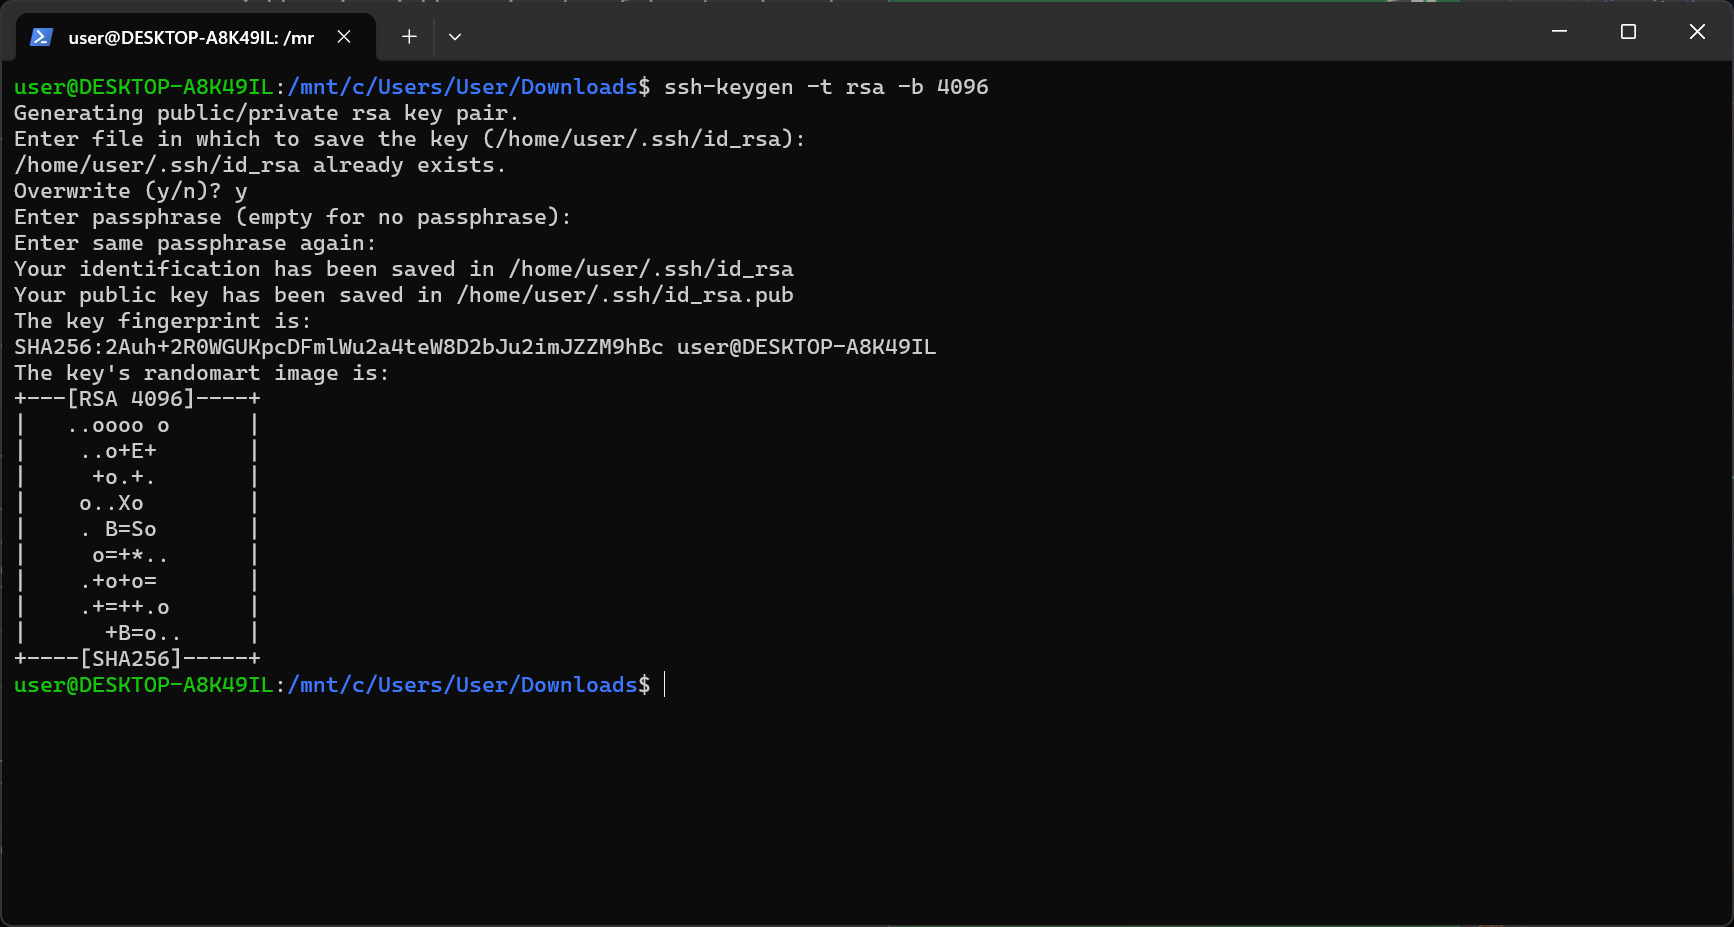 user@DESKTOP-A8K49IL: /mr
user@DESKTOP-A8K49IL:/mnt/c/Users/User/Downloads$ ssh-keygen -t rsa -b 4096
Generating public/private rsa key pair.
Enter file in which to save the key (/home/user/.ssh/id_rsa):
/home/user/.ssh/id_rsa already exists.
Overwrite (y/n)? y
Enter passphrase (empty for no passphrase):
Enter same passphrase again:
Your identification has been saved in /home/user/.ssh/id_rsa
Your public key has been saved in /home/user/.ssh/id_rsa.pub
The key fingerprint is:
SHA256:2Auh+2R0WGUKpcDFmlWu2a4teW8D2bJu2imJZZM9hBc user@DESKTOP-A8K49IL
The key's randomart image is:
+---[RSA 4096]----+
|   ..oooo o      |
|    ..o+E+       |
|     +o.+.       |
|    o..Xo        |
|    . B=So       |
|     o=+*..      |
|    .+o+o=       |
|    .+=++.o      |
|      +B=o..     |
+----[SHA256]-----+
user@DESKTOP-A8K49IL:/mnt/c/Users/User/Downloads$